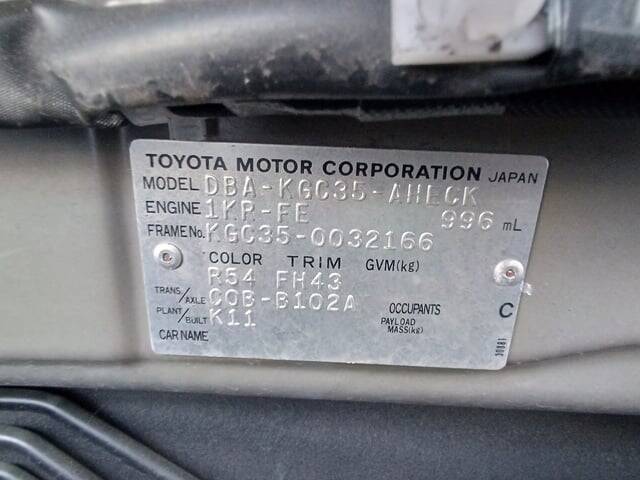 TOYOTA MOTOR CORPORATION JAPAN
MODEL DBA-KGC35-AHECK
ENGINE 1KR-FE 996 mL
FRAME No. KGC35-0032166
COLOR TRIM GVM(kg)
R54 FH43
TRANS/AXLE C0B-B102A OCCUPANTS C
PLANT/BUILT K11 PAYLOAD MASS(kg)
CAR NAME